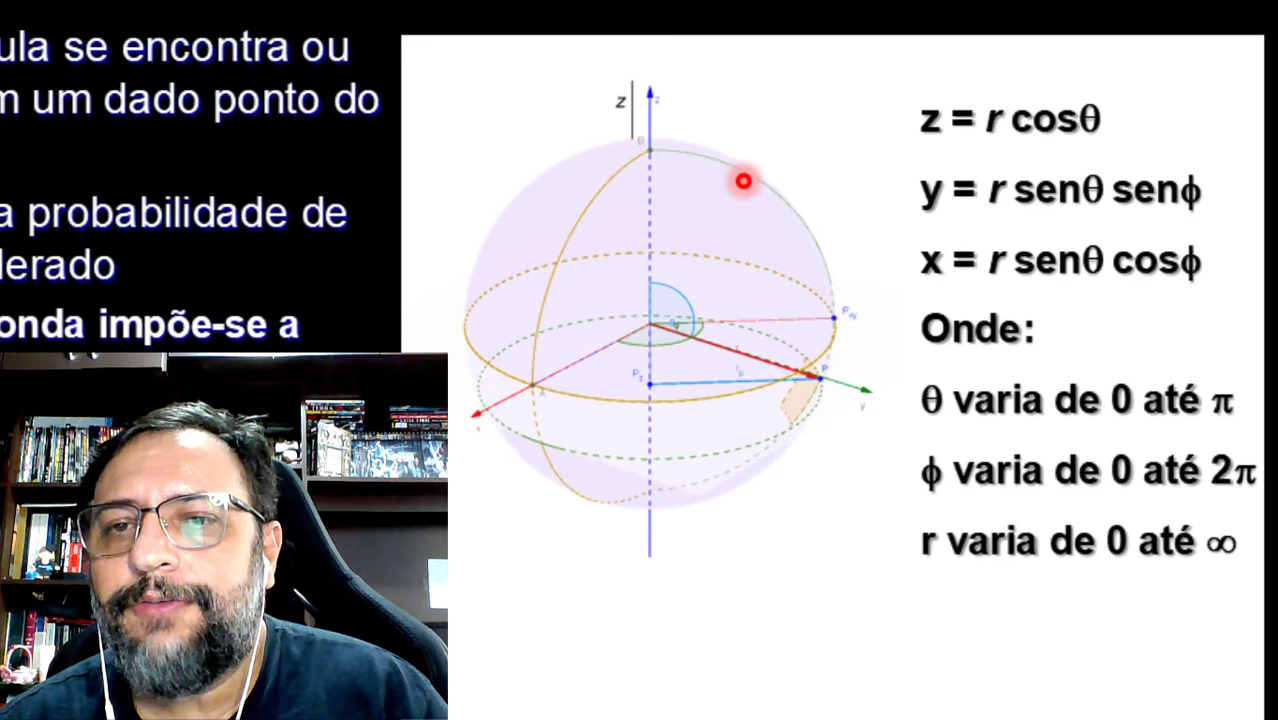 ula se encontra ou
m um dado ponto do
a probabilidade de
lerado
onda impõe-se a
z
z
B
P
A
x
y
z = r cosθ
y = r senθ senϕ
x = r senθ cosϕ
Onde:
θ varia de 0 até π
ϕ varia de 0 até 2π
r varia de 0 até ∞